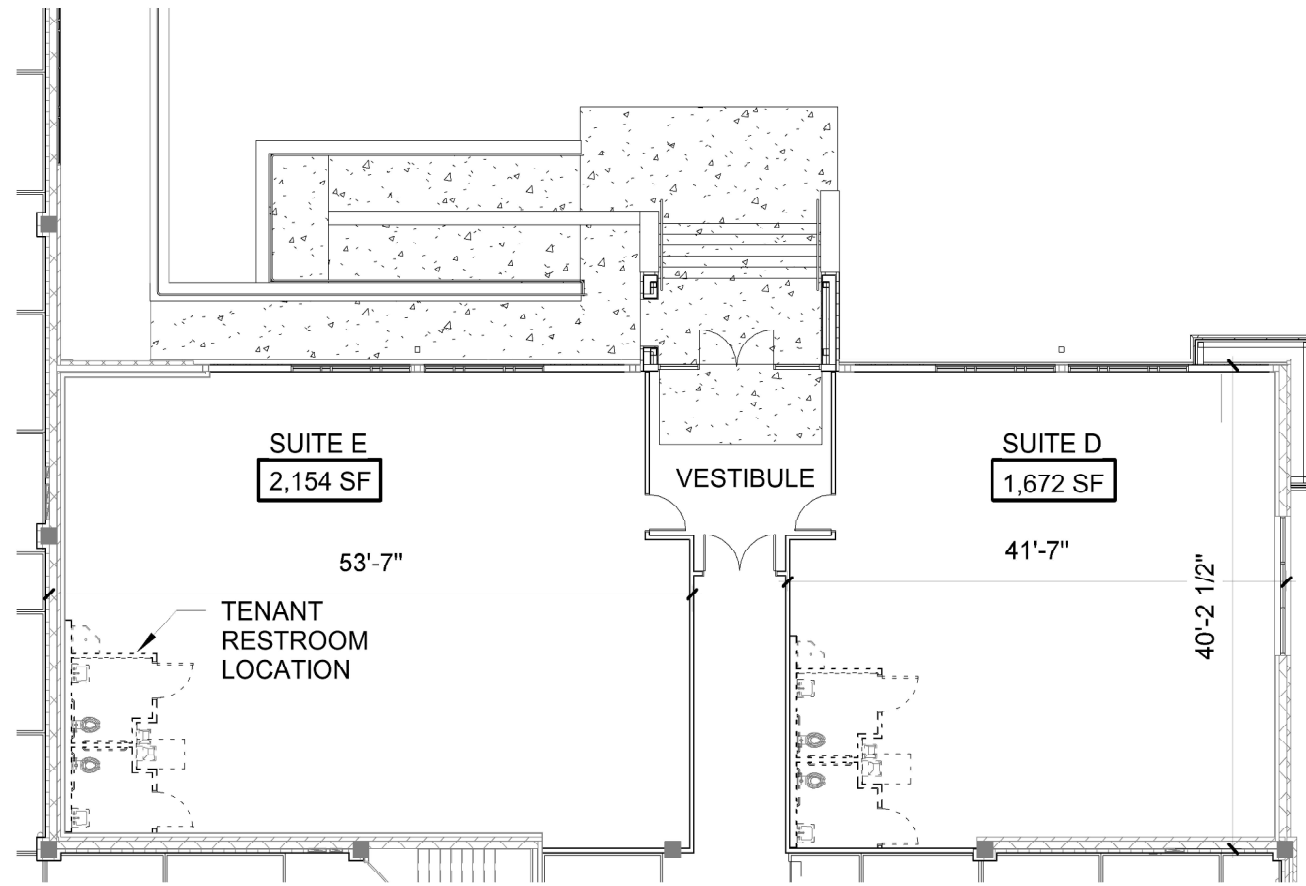 SUITE E
2,154 SF
53'-7"
TENANT
RESTROOM
LOCATION
VESTIBULE
SUITE D
1,672 SF
41'-7"
40'-2 1/2"